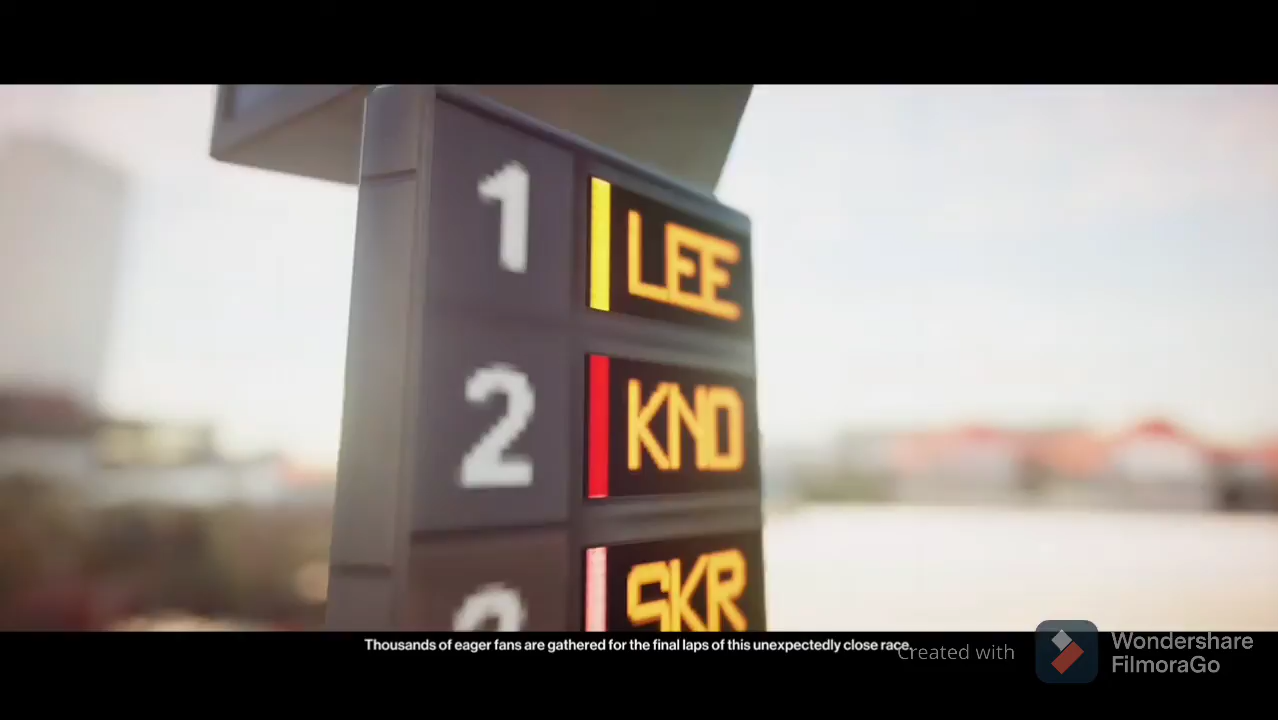 1 LEE
2 KND
SKR
Thousands of eager fans are gathered for the final laps of this unexpectedly close race.
Created with
Wondershare
FilmoraGo